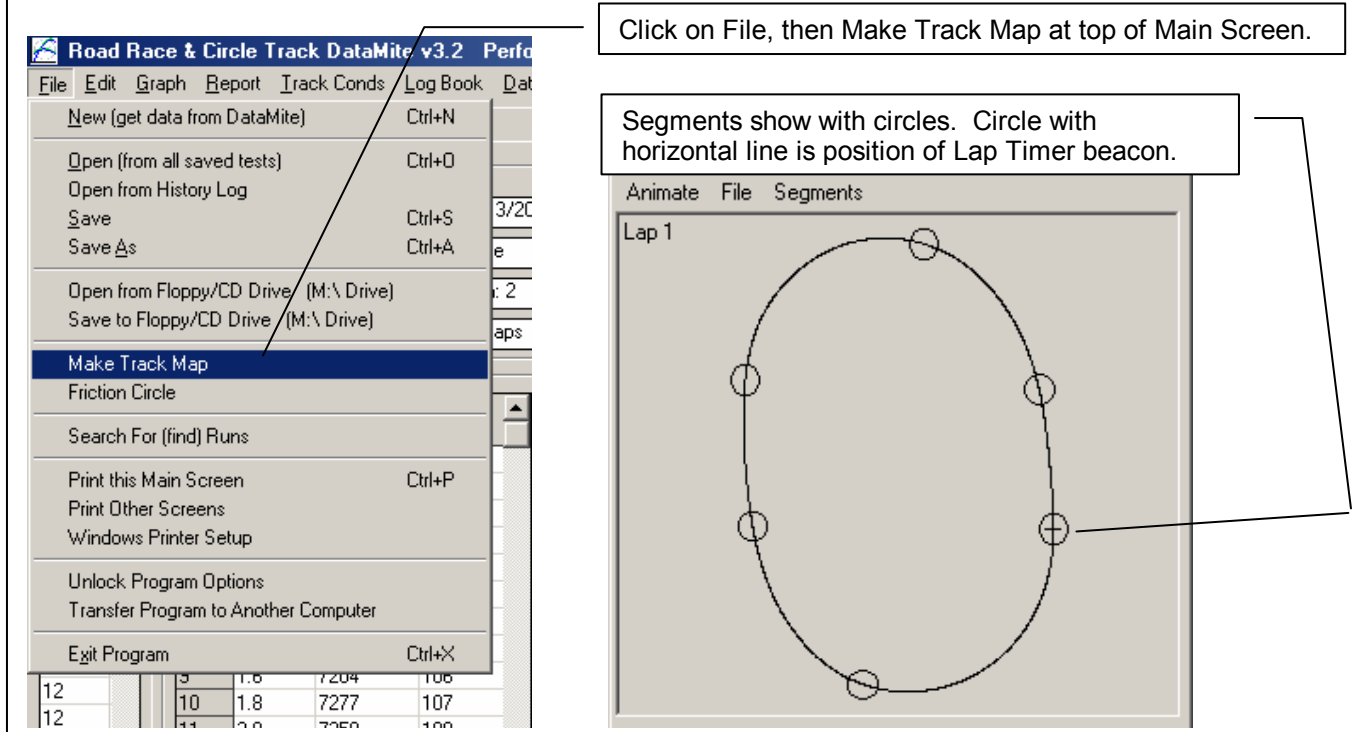 Click on File, then Make Track Map at top of Main Screen.
Road Race & Circle Track DataMite v3.2 Perfo
File Edit Graph Report Track Conds Log Book Dat
New (get data from DataMite) Ctrl+N
Open (from all saved tests) Ctrl+O
Open from History Log
Save Ctrl+S
Save As Ctrl+A
Open from Floppy/CD Drive (M:\ Drive)
Save to Floppy/CD Drive (M:\ Drive)
Make Track Map
Friction Circle
Search For (find) Runs
Print this Main Screen Ctrl+P
Print Other Screens
Windows Printer Setup
Unlock Program Options
Transfer Program to Another Computer
Exit Program Ctrl+X
3/20
e
: 2
aps
12
10 1.8 7277 107
12
Segments show with circles. Circle with
horizontal line is position of Lap Timer beacon.
Animate File Segments
Lap 1